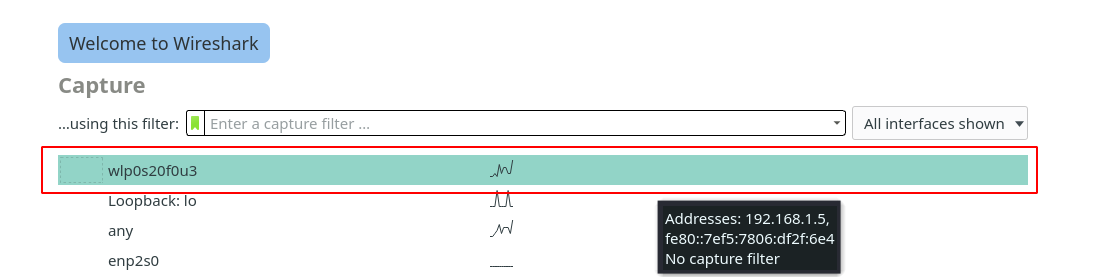 Welcome to Wireshark
Capture
...using this filter: Enter a capture filter ... All interfaces shown
wlp0s20f0u3
Loopback: lo
any
enp2s0
Addresses: 192.168.1.5,
fe80::7ef5:7806:df2f:6e4
No capture filter